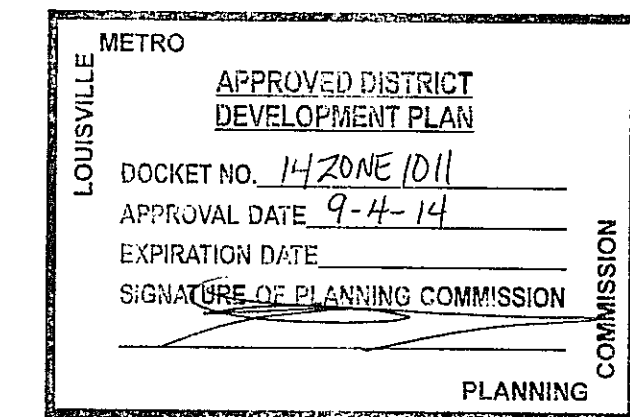 LOUISVILLE
METRO
APPROVED DISTRICT
DEVELOPMENT PLAN
DOCKET NO. 14ZONE1011
APPROVAL DATE 9-4-14
EXPIRATION DATE
SIGNATURE OF PLANNING COMMISSION
PLANNING
COMMISSION